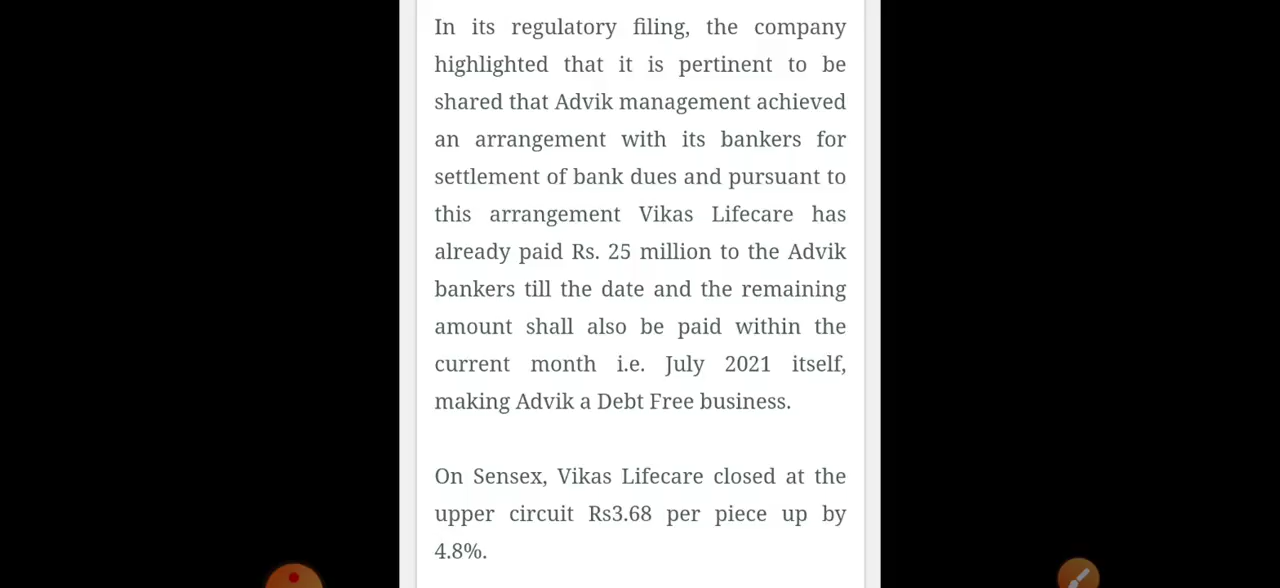 In its regulatory filing, the company
highlighted that it is pertinent to be
shared that Advik management achieved
an arrangement with its bankers for
settlement of bank dues and pursuant to
this arrangement Vikas Lifecare has
already paid Rs. 25 million to the Advik
bankers till the date and the remaining
amount shall also be paid within the
current month i.e. July 2021 itself,
making Advik a Debt Free business.
On Sensex, Vikas Lifecare closed at the
upper circuit Rs3.68 per piece up by
4.8%.